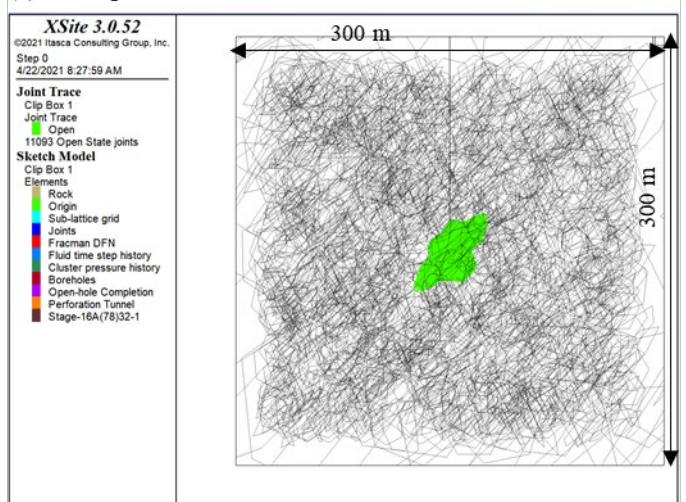 XSite 3.0.52
©2021 Itasca Consulting Group, Inc.
Step 0
4/22/2021 8:27:59 AM
Joint Trace
Clip Box 1
Joint Trace
Open
11093 Open State joints
Sketch Model
Clip Box 1
Elements
Rock
Origin
Sub-lattice grid
Joints
Fracman DFN
Fluid time step history
Cluster pressure history
Boreholes
Open-hole Completion
Perforation Tunnel
Stage-16A(78)32-1
300 m
300 m